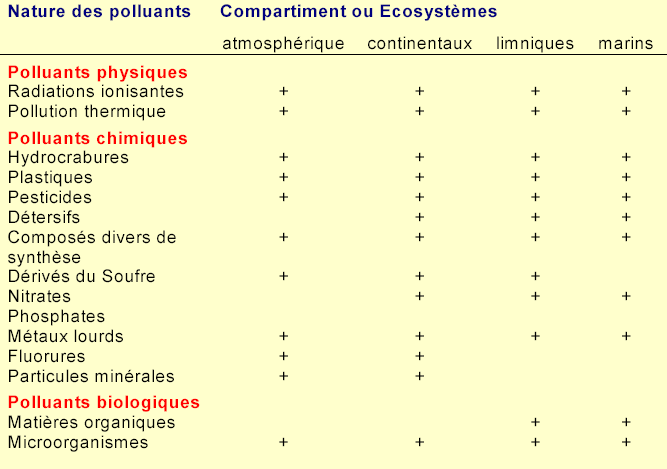 Nature des polluants Compartiment ou Ecosystèmes
atmosphérique continentaux limniques marins
Polluants physiques
Radiations ionisantes + + + +
Pollution thermique + + + +
Polluants chimiques
Hydrocrabures + + + +
Plastiques + + + +
Pesticides + + + +
Détersifs + + +
Composés divers de + + + +
synthèse
Dérivés du Soufre + + +
Nitrates + + +
Phosphates
Métaux lourds + + + +
Fluorures + +
Particules minérales + +
Polluants biologiques
Matières organiques + +
Microorganismes + + + +